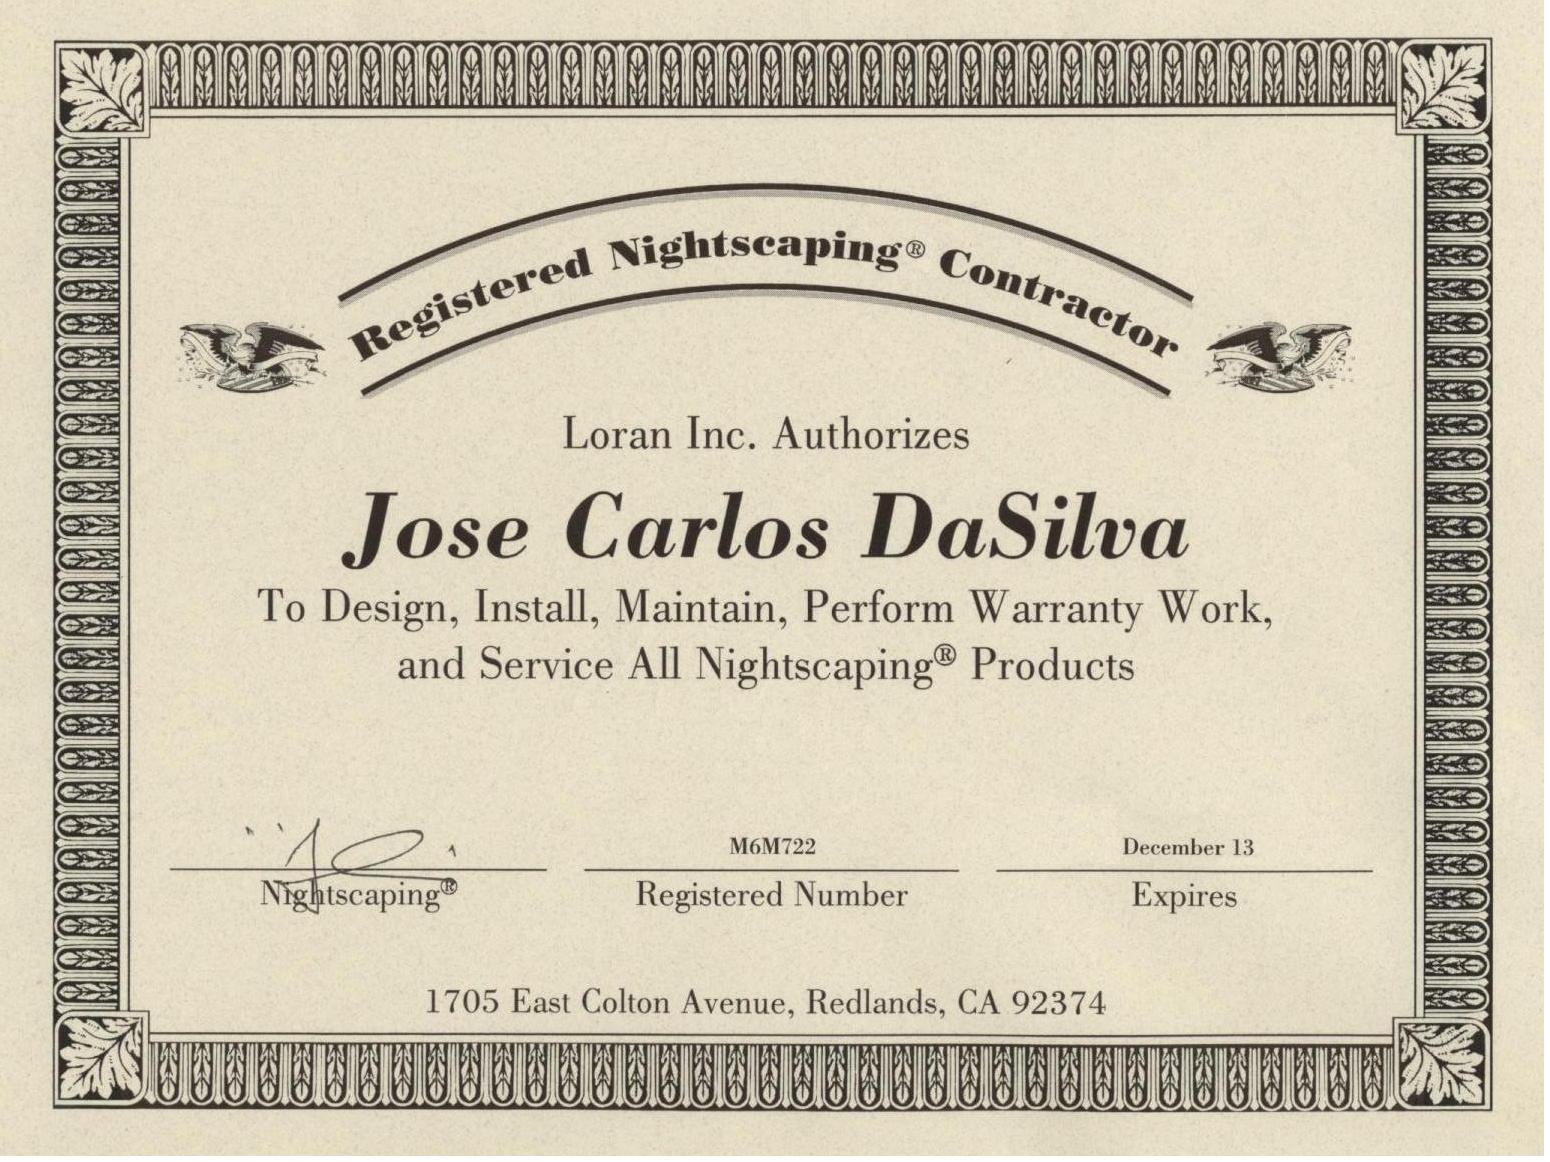 Registered Nightscaping® Contractor
Loran Inc. Authorizes
Jose Carlos DaSilva
To Design, Install, Maintain, Perform Warranty Work,
and Service All Nightscaping® Products
M6M722
December 13
Nightscaping®
Registered Number
Expires
1705 East Colton Avenue, Redlands, CA 92374